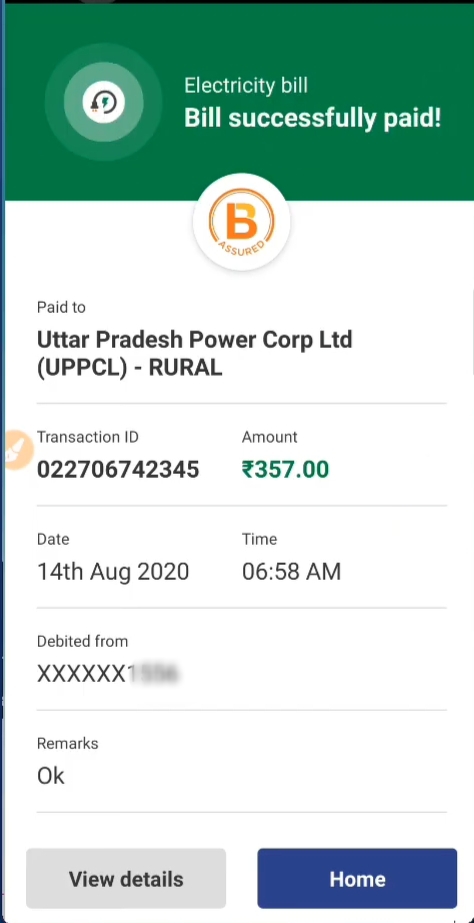 Electricity bill
Bill successfully paid!
B
ASSURED
Paid to
Uttar Pradesh Power Corp Ltd
(UPPCL) - RURAL
Transaction ID
Amount
022706742345
₹357.00
Date
Time
14th Aug 2020
06:58 AM
Debited from
XXXXXX
Remarks
Ok
View details
Home